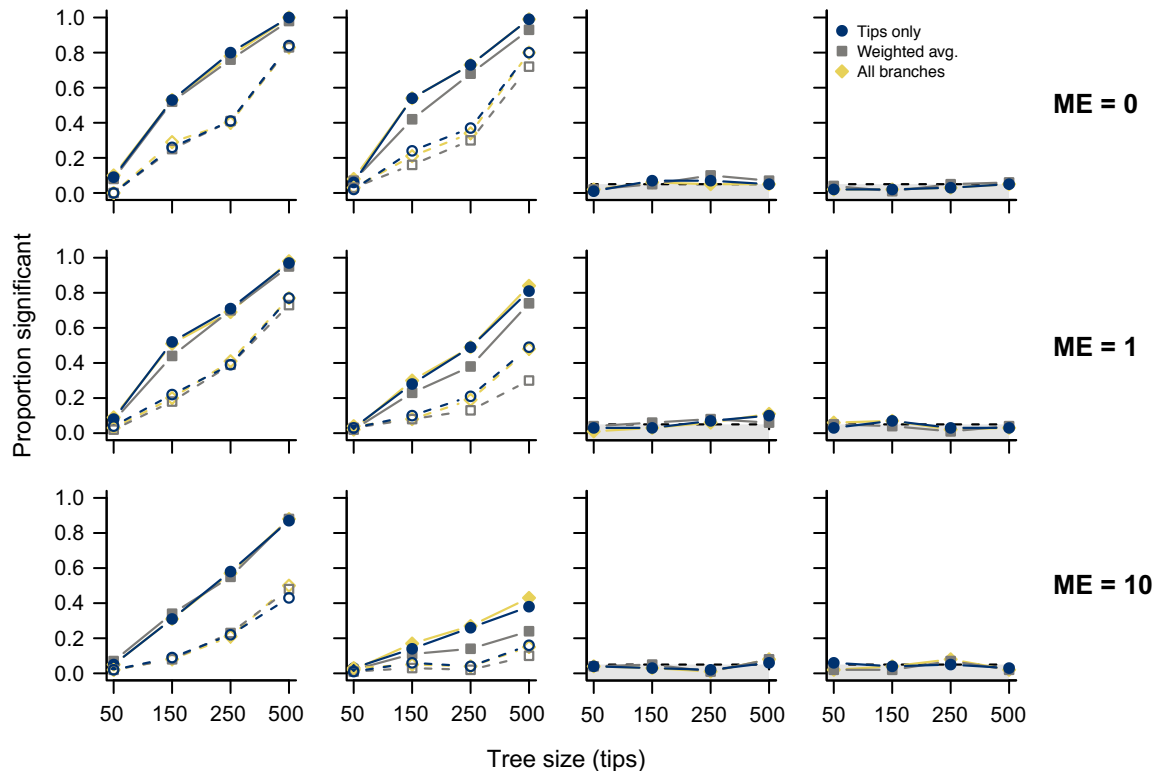 1.0
0.8
0.6
0.4
0.2
0.0
Tips only
Weighted avg.
All branches
ME = 0
50 150 250 500
50 150 250 500
50 150 250 500
50 150 250 500
Proportion significant
1.0
0.8
0.6
0.4
0.2
0.0
ME = 1
1.0
0.8
0.6
0.4
0.2
0.0
ME = 10
Tree size (tips)